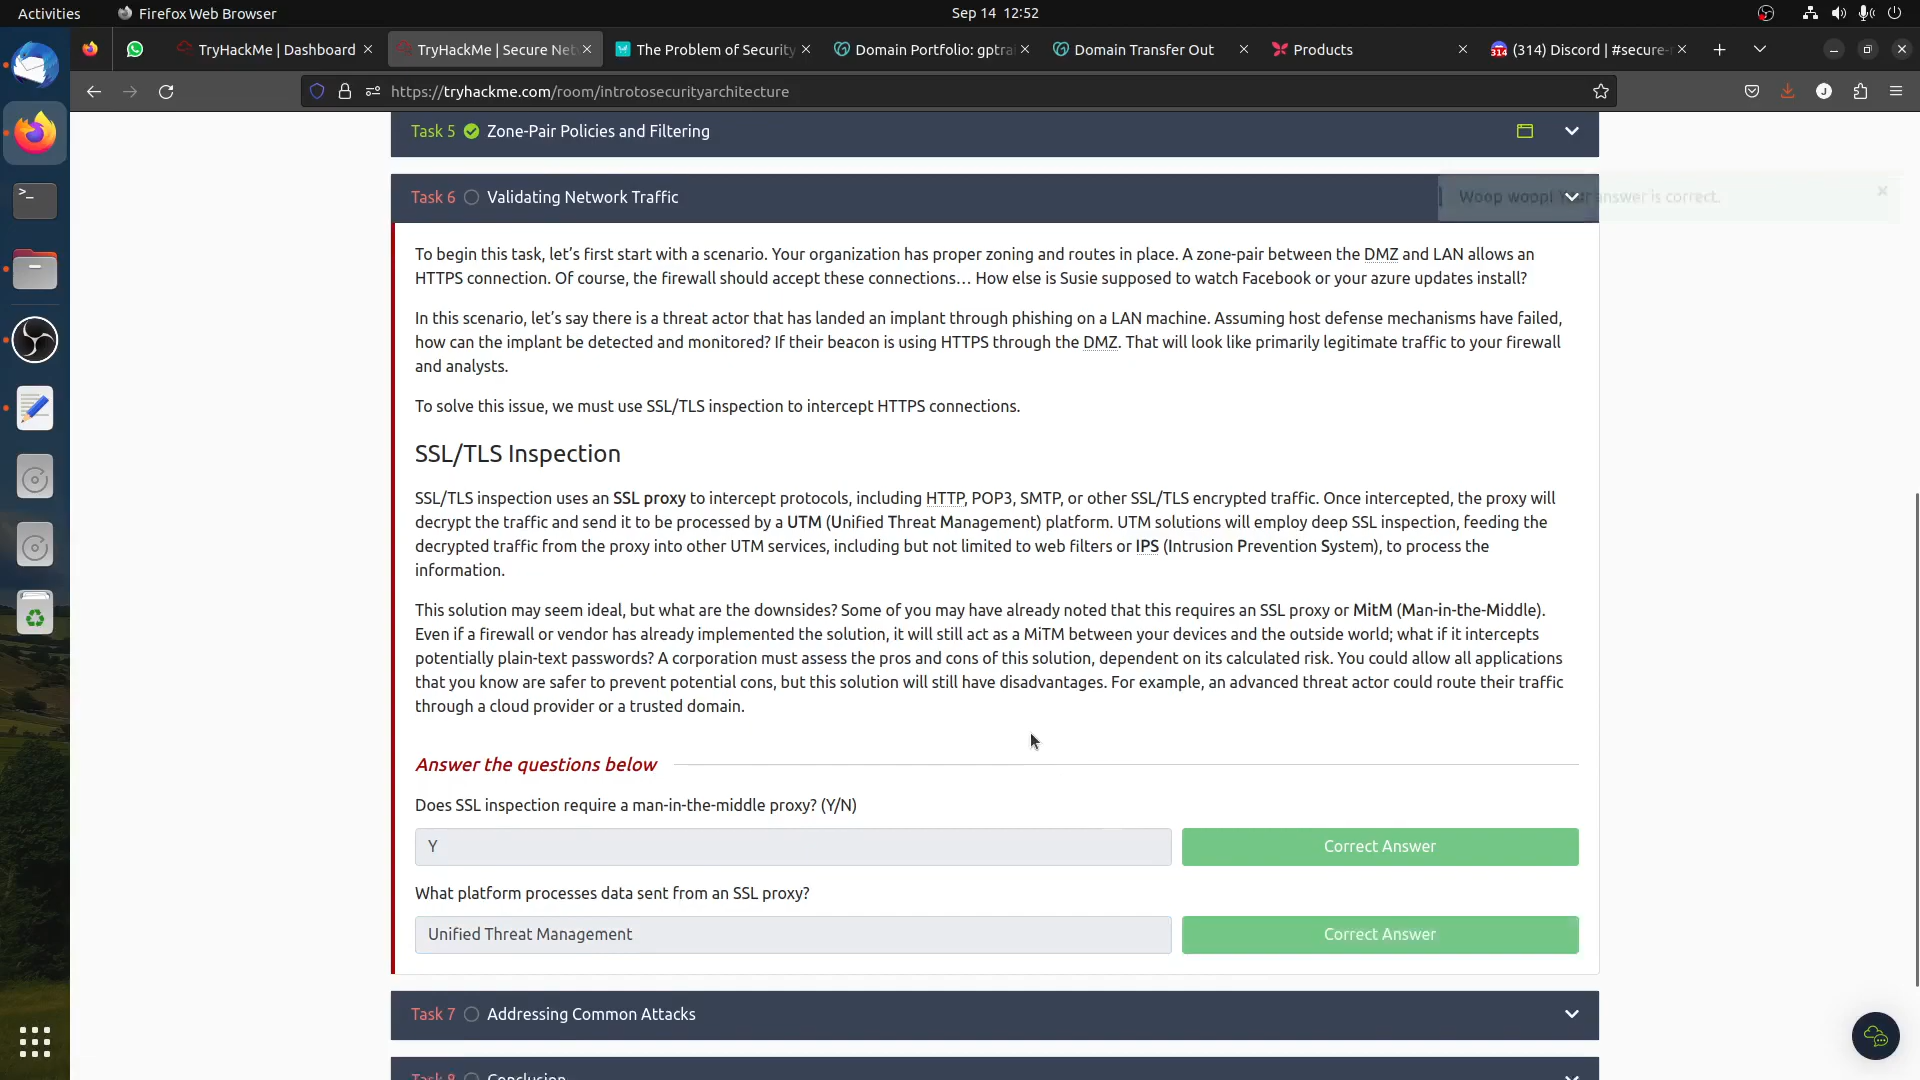 Activities
Firefox Web Browser
Sep 14 12:52
TryHackMe | Dashboard
TryHackMe | Secure Net
The Problem of Security
Domain Portfolio: gptrai
Domain Transfer Out
Products
(314) Discord | #secure-
https://tryhackme.com/room/introtosecurityarchitecture
Task 5 Zone-Pair Policies and Filtering
Task 6 Validating Network Traffic
Woop woop! Your answer is correct.
To begin this task, let’s first start with a scenario. Your organization has proper zoning and routes in place. A zone-pair between the DMZ and LAN allows an
HTTPS connection. Of course, the firewall should accept these connections… How else is Susie supposed to watch Facebook or your azure updates install?
In this scenario, let’s say there is a threat actor that has landed an implant through phishing on a LAN machine. Assuming host defense mechanisms have failed,
how can the implant be detected and monitored? If their beacon is using HTTPS through the DMZ. That will look like primarily legitimate traffic to your firewall
and analysts.
To solve this issue, we must use SSL/TLS inspection to intercept HTTPS connections.
SSL/TLS Inspection
SSL/TLS inspection uses an SSL proxy to intercept protocols, including HTTP, POP3, SMTP, or other SSL/TLS encrypted traffic. Once intercepted, the proxy will
decrypt the traffic and send it to be processed by a UTM (Unified Threat Management) platform. UTM solutions will employ deep SSL inspection, feeding the
decrypted traffic from the proxy into other UTM services, including but not limited to web filters or IPS (Intrusion Prevention System), to process the
information.
This solution may seem ideal, but what are the downsides? Some of you may have already noted that this requires an SSL proxy or MitM (Man-in-the-Middle).
Even if a firewall or vendor has already implemented the solution, it will still act as a MiTM between your devices and the outside world; what if it intercepts
potentially plain-text passwords? A corporation must assess the pros and cons of this solution, dependent on its calculated risk. You could allow all applications
that you know are safer to prevent potential cons, but this solution will still have disadvantages. For example, an advanced threat actor could route their traffic
through a cloud provider or a trusted domain.
Answer the questions below
Does SSL inspection require a man-in-the-middle proxy? (Y/N)
Y
Correct Answer
What platform processes data sent from an SSL proxy?
Unified Threat Management
Correct Answer
Task 7 Addressing Common Attacks
Task 8 Conclusion